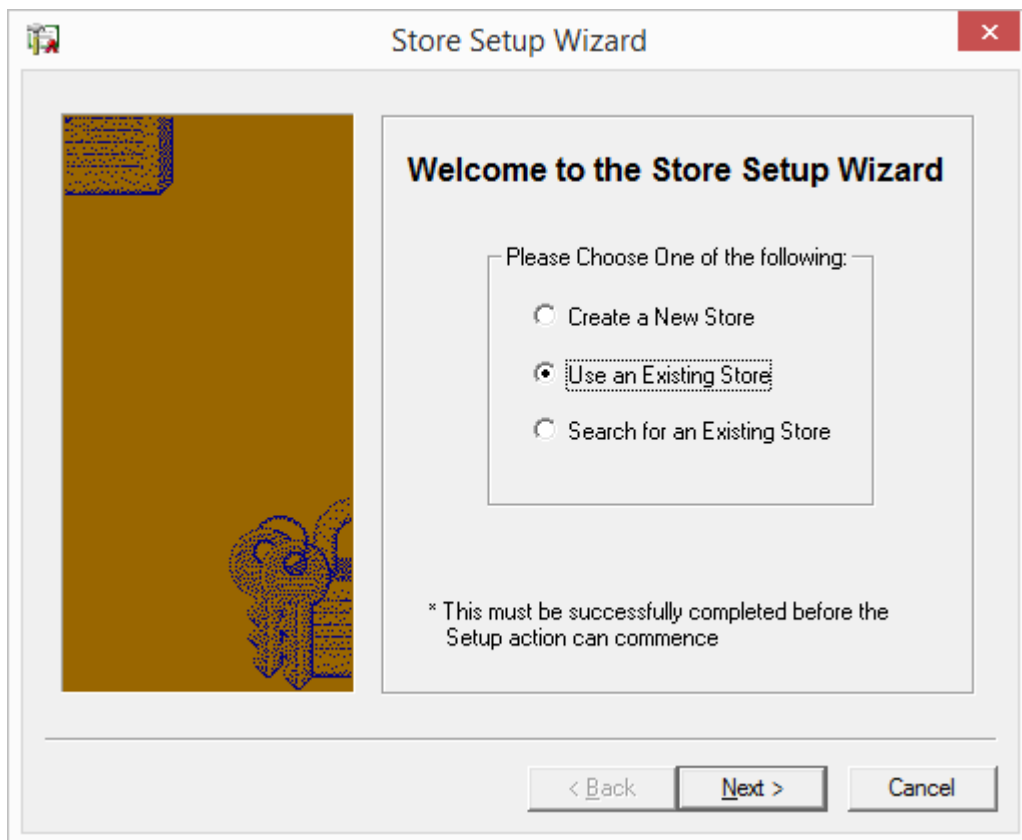 Store Setup Wizard
Welcome to the Store Setup Wizard
Please Choose One of the following:
Create a New Store
Use an Existing Store
Search for an Existing Store
* This must be successfully completed before the
Setup action can commence
< Back
Next >
Cancel